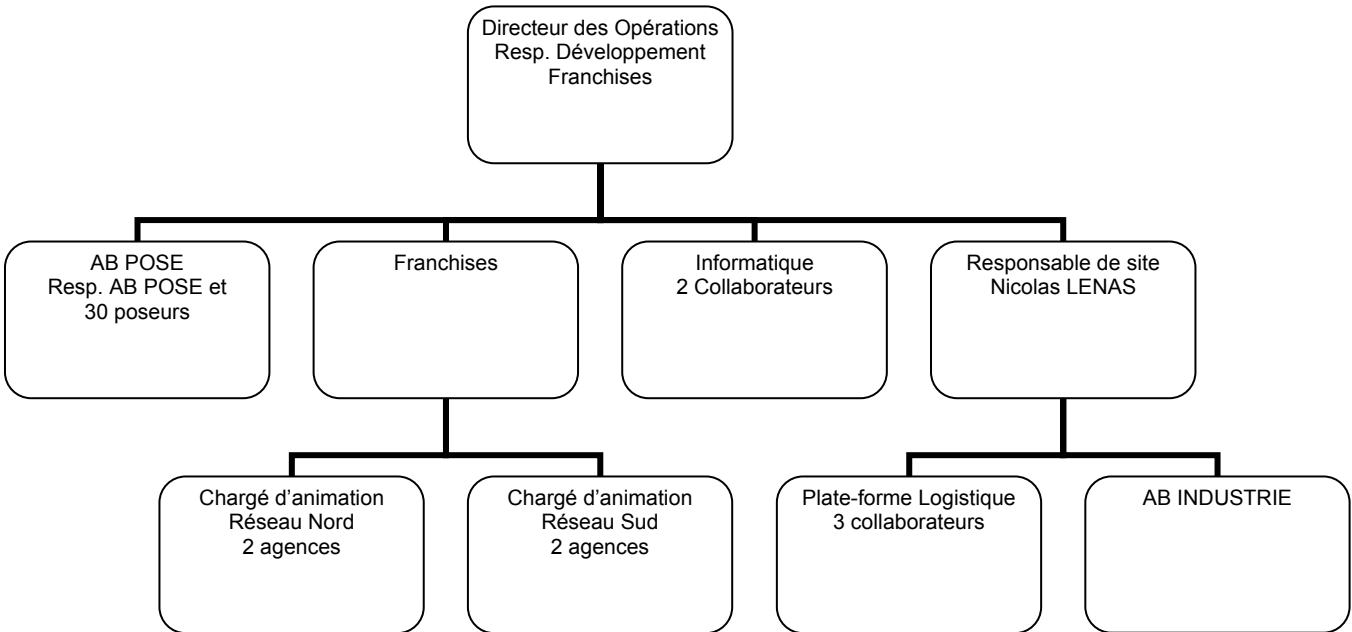 Directeur des Opérations
Resp. Développement
Franchises
AB POSE
Resp. AB POSE et
30 poseurs
Franchises
Informatique
2 Collaborateurs
Responsable de site
Nicolas LENAS
Chargé d’animation
Réseau Nord
2 agences
Chargé d’animation
Réseau Sud
2 agences
Plate-forme Logistique
3 collaborateurs
AB INDUSTRIE